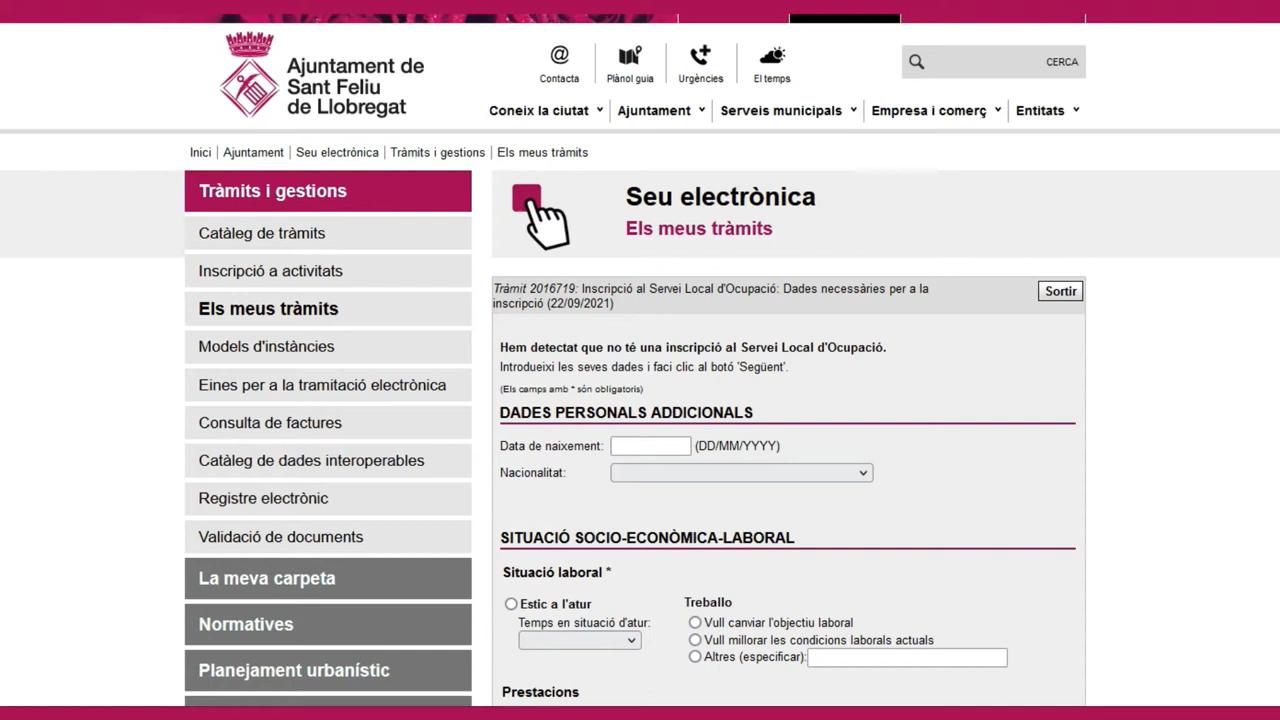 Ajuntament de
Sant Feliu
de Llobregat
@
Contacta
Plànol guia
Urgències
El temps
CERCA
Coneix la ciutat
Ajuntament
Serveis municipals
Empresa i comerç
Entitats
Inici | Ajuntament | Seu electrònica | Tràmits i gestions | Els meus tràmits
Tràmits i gestions
Catàleg de tràmits
Inscripció a activitats
Els meus tràmits
Models d'instàncies
Eines per a la tramitació electrònica
Consulta de factures
Catàleg de dades interoperables
Registre electrònic
Validació de documents
La meva carpeta
Normatives
Planejament urbanístic
Seu electrònica
Els meus tràmits
Tràmit 2016719: Inscripció al Servei Local d'Ocupació: Dades necessàries per a la
inscripció (22/09/2021)
Sortir
Hem detectat que no té una inscripció al Servei Local d'Ocupació.
Introdueixi les seves dades i faci clic al botó 'Següent'.
(Els camps amb * són obligatoris)
DADES PERSONALS ADDICIONALS
Data de naixement: (DD/MM/YYYY)
Nacionalitat:
SITUACIÓ SOCIO-ECONÒMICA-LABORAL
Situació laboral *
Estic a l'atur
Temps en situació d'atur:
Treballo
Vull canviar l'objectiu laboral
Vull millorar les condicions laborals actuals
Altres (especificar):
Prestacions